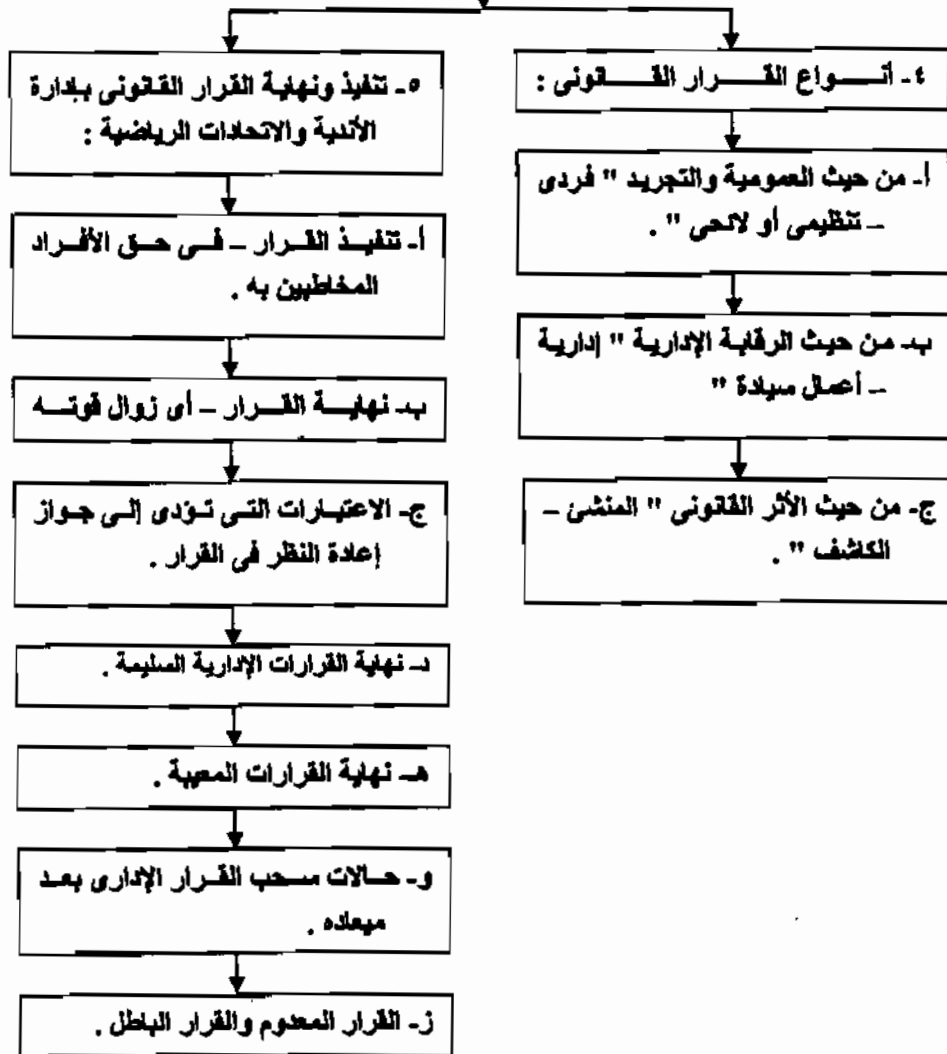 ٤- أنـــواع القـــرار القـــانونى :
أ- من حيث العمومية والتجريد " فردى
– تنظيمى أو لائحى " .
ب- من حيث الرقابة الإدارية " إدارية
– أعمال سيادة "
ج- من حيث الأثر القانونى " المنشئ –
الكاشف " .
٥- تنفيذ ونهاية القرار القانونى بإدارة
الأندية والاتحادات الرياضية :
أ- تنفيـذ القـرار – فـى حـق الأفـراد
المخاطبين به .
ب- نهايـــة القـــرار – أى زوال قوتـــه
ج- الاعتبـارات التـى تـؤدى إلـى جـواز
إعادة النظر فى القرار .
د- نهاية القرارات الإدارية السليمة .
هـ- نهاية القرارات المعيبة .
و- حـالات سـحب القـرار الإدارى بعـد
ميعاده .
ز- القرار المعدوم والقرار الباطل .